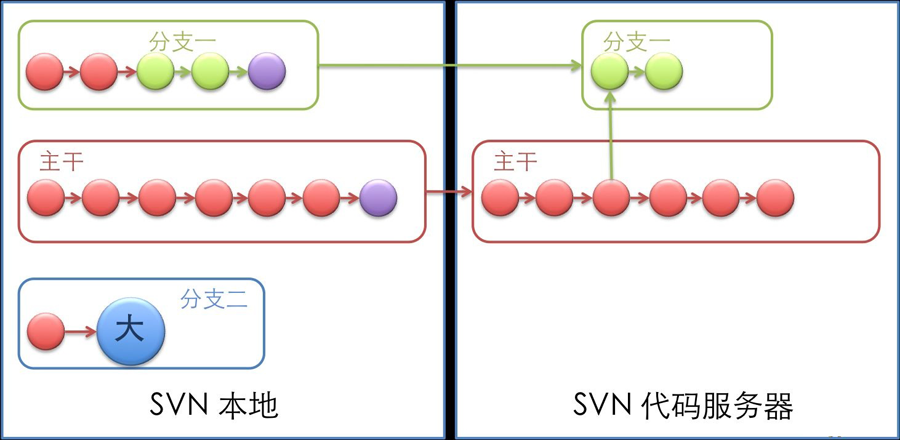 分支一
主干
大
分支二
SVN 本地
分支一
主干
SVN 代码服务器